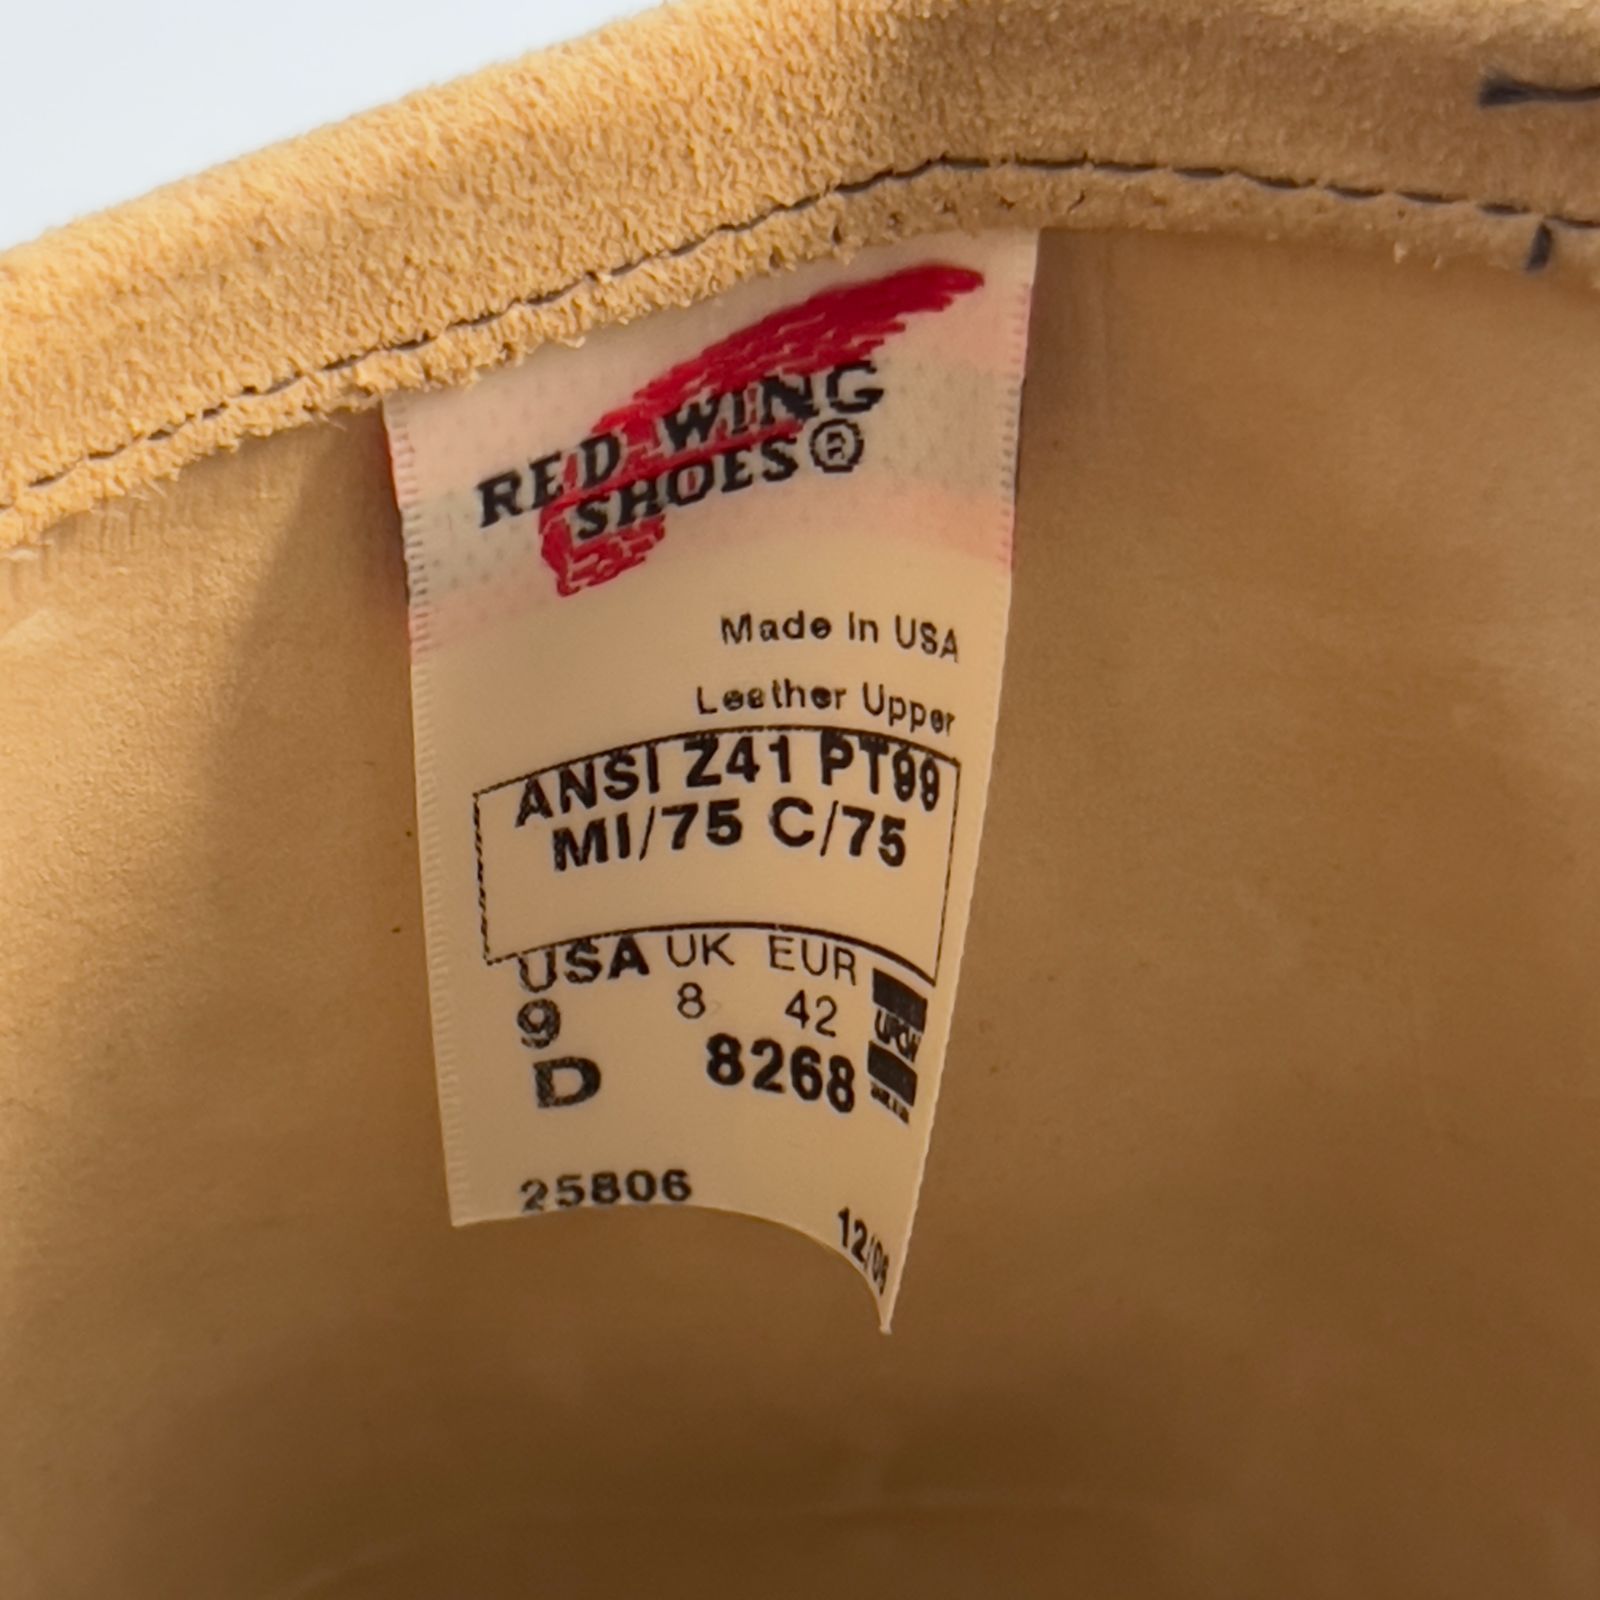 RED WING
SHOES®
Made in USA
Leather Upper
ANSI Z41 PT99
MI/75 C/75
USA UK EUR
9 8 42
D 8268
UFCW
25806